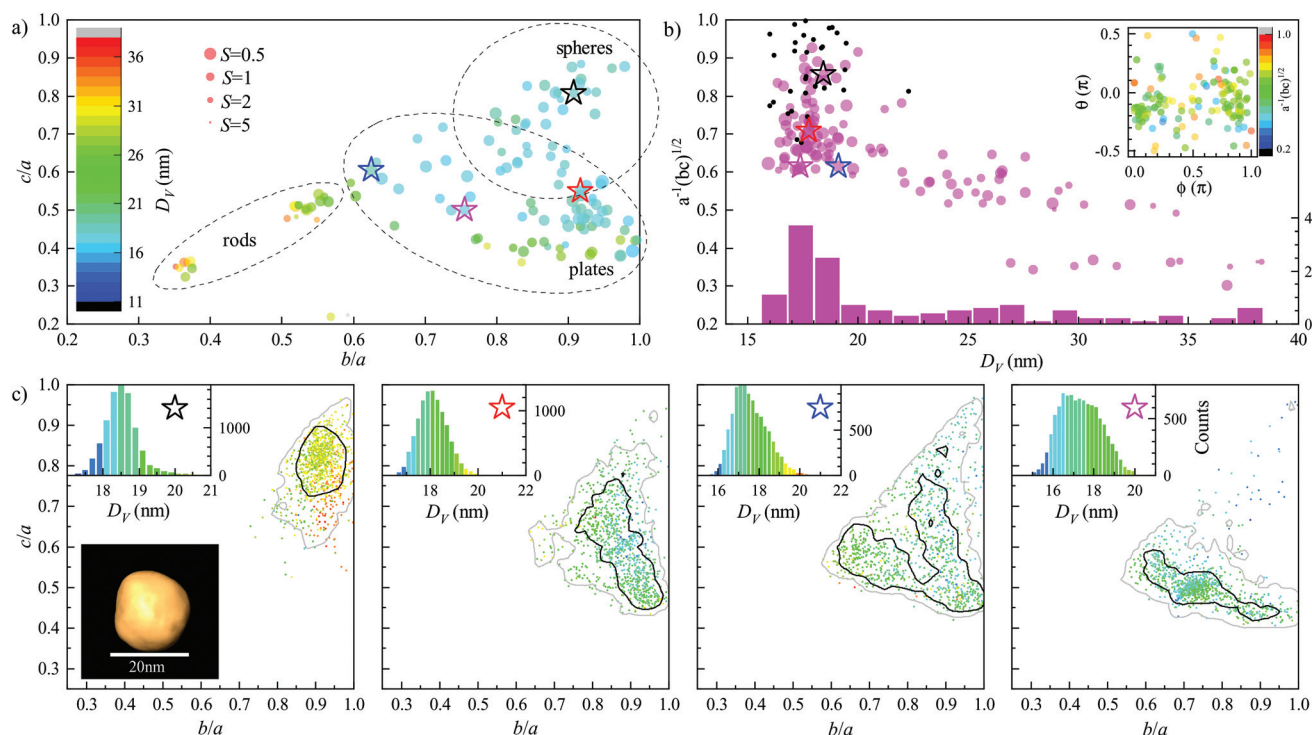 a)
1.0
0.9
0.8
0.7
0.6
0.5
0.4
0.3
0.2
c/a
36
31
26
21
16
11
D_V (nm)
S=0.5
S=1
S=2
S=5
spheres
rods
plates
0.2 0.3 0.4 0.5 0.6 0.7 0.8 0.9 1.0
b/a
b)
1.0
0.9
0.8
0.7
0.6
0.5
0.4
0.3
0.2
a⁻¹(bc)^1/2
0.5
0.0
-0.5
θ (π)
0.0 0.5 1.0
ϕ (π)
1.0
0.2
a⁻¹(bc)^1/2
4
2
0
15 20 25 30 35 40
D_V (nm)
c)
1.0
0.9
0.8
0.7
0.6
0.5
0.4
0.3
c/a
1000
0
18 19 20 21
D_V (nm)
20nm
0.3 0.4 0.5 0.6 0.7 0.8 0.9 1.0
b/a
1000
0
18 20 22
D_V (nm)
0.3 0.4 0.5 0.6 0.7 0.8 0.9 1.0
b/a
500
0
16 18 20 22
D_V (nm)
0.3 0.4 0.5 0.6 0.7 0.8 0.9 1.0
b/a
500
0
Counts
16 18 20
D_V (nm)
0.3 0.4 0.5 0.6 0.7 0.8 0.9 1.0
b/a